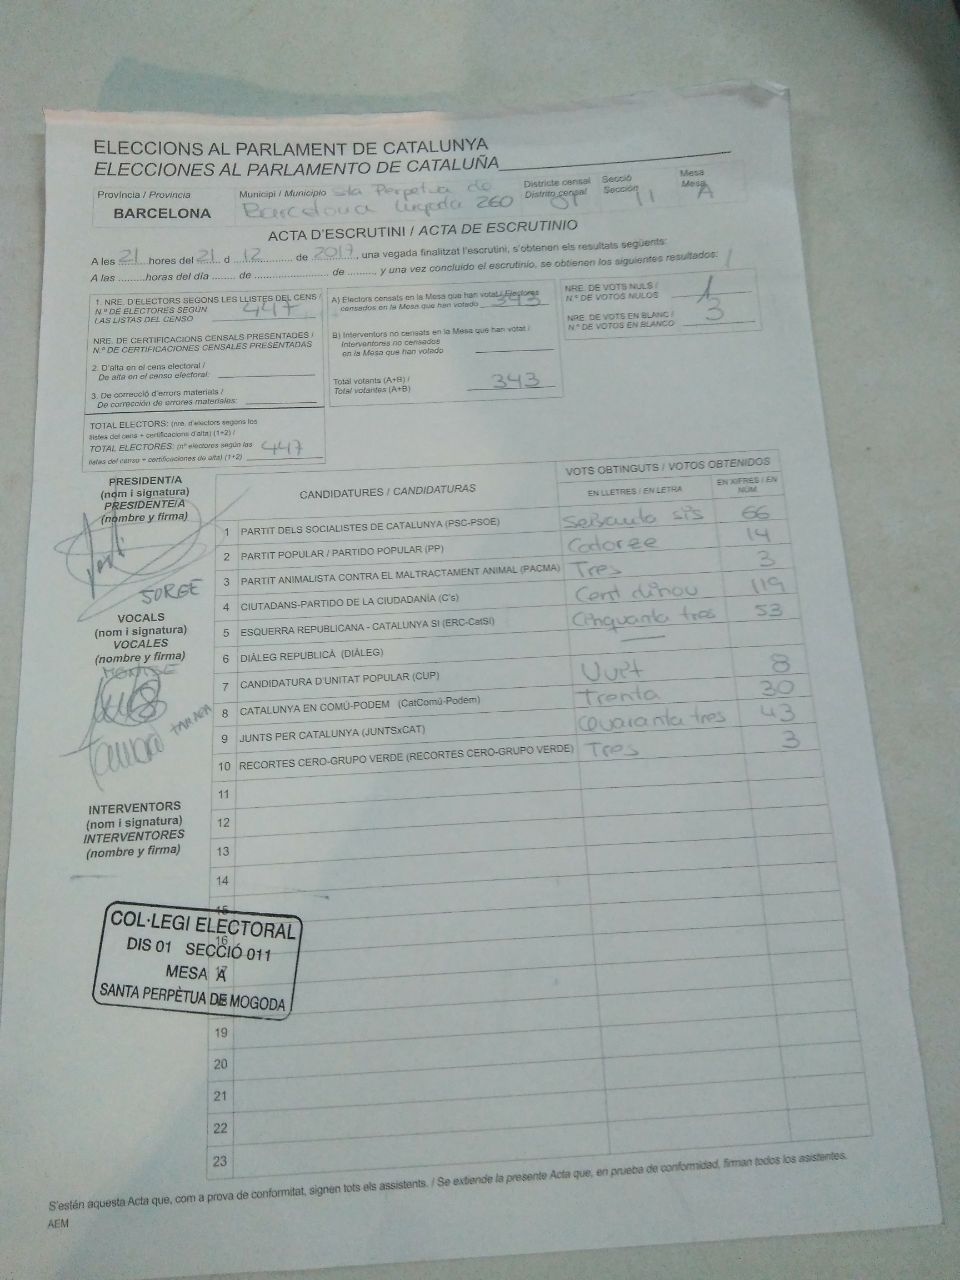 ELECCIONS AL PARLAMENT DE CATALUNYA
ELECCIONES AL PARLAMENTO DE CATALUÑA
Província / Provincia
BARCELONA
Municipi / Municipio Sta Perpetua de
Barcelona 260
Districte censal
Distrito censal 01
Secció
Sección 11
Mesa
Mesa A
ACTA D'ESCRUTINI / ACTA DE ESCRUTINIO
A les 21 hores del 21 d 12 de 2017, una vegada finalitzat l'escrutini, s'obtenen els resultats següents:
A las ........horas del día ....... de ...................... de ........, y una vez concluido el escrutinio, se obtienen los siguientes resultados:
1. NRE. D'ELECTORS SEGONS LES LLISTES DEL CENS /
N.º DE ELECTORES SEGÚN
LAS LISTAS DEL CENSO 447
NRE. DE CERTIFICACIONS CENSALS PRESENTADES /
N.º DE CERTIFICACIONES CENSALES PRESENTADAS
2. D'alta en el cens electoral /
De alta en el censo electoral:
3. De correcció d'errors materials /
De corrección de errores materiales:
TOTAL ELECTORS: (nre. d'electors segons les
llistes del cens + certificacions d'alta) (1+2) /
TOTAL ELECTORES: (nº electores según las
listas del censo + certificaciones de alta) (1+2) 447
A) Electors censats en la Mesa que han votat / Electores
censados en la Mesa que han votado 343
B) Interventors no censats en la Mesa que han votat /
Interventores no censados
en la Mesa que han votado
Total votants (A+B) /
Total votantes (A+B) 343
NRE. DE VOTS NULS /
N.º DE VOTOS NULOS 1
NRE. DE VOTS EN BLANC /
N.º DE VOTOS EN BLANCO 3
PRESIDENT/A
(nom i signatura)
PRESIDENTE/A
(nombre y firma)
JORGE
VOCALS
(nom i signatura)
VOCALES
(nombre y firma)
MONTSE
TAMARA
INTERVENTORS
(nom i signatura)
INTERVENTORES
(nombre y firma)
CANDIDATURES / CANDIDATURAS
VOTS OBTINGUTS / VOTOS OBTENIDOS
EN LLETRES / EN LETRA
EN XIFRES / EN NÚM
1 PARTIT DELS SOCIALISTES DE CATALUNYA (PSC-PSOE) Seixanta sis 66
2 PARTIT POPULAR / PARTIDO POPULAR (PP) Catorze 14
3 PARTIT ANIMALISTA CONTRA EL MALTRACTAMENT ANIMAL (PACMA) Tres 3
4 CIUTADANS-PARTIDO DE LA CIUDADANÍA (C's) Cent dinou 119
5 ESQUERRA REPUBLICANA - CATALUNYA SÍ (ERC-CatSí) Cinquanta tres 53
6 DIÀLEG REPUBLICÀ (DIÀLEG) —
7 CANDIDATURA D'UNITAT POPULAR (CUP) Vuit 8
8 CATALUNYA EN COMÚ-PODEM (CatComú-Podem) Trenta 30
9 JUNTS PER CATALUNYA (JUNTSxCAT) Quaranta tres 43
10 RECORTES CERO-GRUPO VERDE (RECORTES CERO-GRUPO VERDE) Tres 3
11
12
13
14
15
16
17
18
19
20
21
22
23
COL·LEGI ELECTORAL
DIS 01 SECCIÓ 011
MESA A
SANTA PERPÈTUA DE MOGODA
S'estén aquesta Acta que, com a prova de conformitat, signen tots els assistents. / Se extiende la presente Acta que, en prueba de conformidad, firman todos los asistentes.
AEM